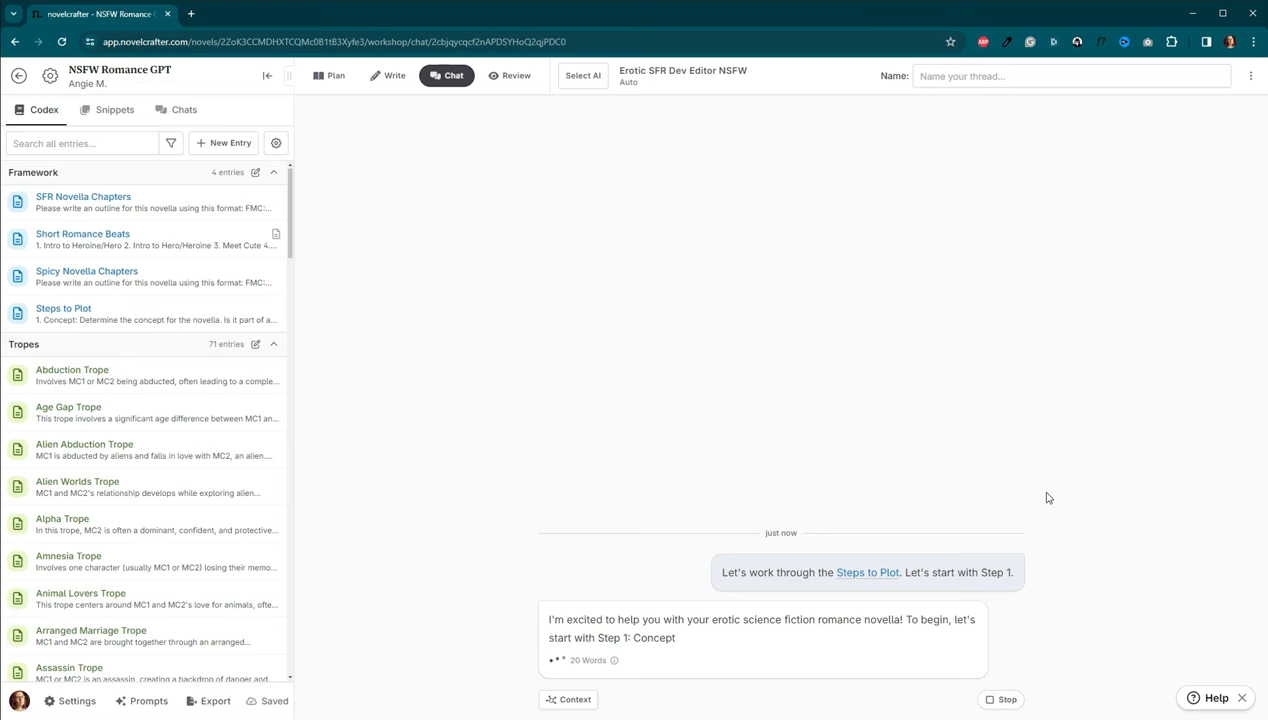 novelcrafter - NSFW Romance G
app.novelcrafter.com/novels/2ZoK3CCMDHXTCQMc0B1tB3Xyfe3/workshop/chat/2cbjqycqcf2nAPDSYHoQ2qjPDC0
NSFW Romance GPT
Angie M.
Plan
Write
Chat
Review
Select AI
Erotic SFR Dev Editor NSFW
Auto
Name:
Name your thread...
Codex
Snippets
Chats
Search all entries...
New Entry
Framework
4 entries
SFR Novella Chapters
Please write an outline for this novella using this format: FMC:...
Short Romance Beats
1. Intro to Heroine/Hero 2. Intro to Hero/Heroine 3. Meet Cute 4....
Spicy Novella Chapters
Please write an outline for this novella using this format: FMC:...
Steps to Plot
1. Concept: Determine the concept for the novella. Is it part of a...
Tropes
71 entries
Abduction Trope
Involves MC1 or MC2 being abducted, often leading to a comple...
Age Gap Trope
This trope involves a significant age difference between MC1 an...
Alien Abduction Trope
MC1 is abducted by aliens and falls in love with MC2, an alien....
Alien Worlds Trope
MC1 and MC2's relationship develops while exploring alien...
Alpha Trope
In this trope, MC2 is often a dominant, confident, and protective...
Amnesia Trope
Involves one character (usually MC1 or MC2) losing their memo...
Animal Lovers Trope
This trope centers around MC1 and MC2's love for animals, ofte...
Arranged Marriage Trope
MC1 and MC2 are brought together through an arranged...
Assassin Trope
MC1 or MC2 is an assassin, creating a backdrop of danger and
just now
Let's work through the Steps to Plot. Let's start with Step 1.
I'm excited to help you with your erotic science fiction romance novella! To begin, let's
start with Step 1: Concept
20 Words
Context
Stop
Settings
Prompts
Export
Saved
Help